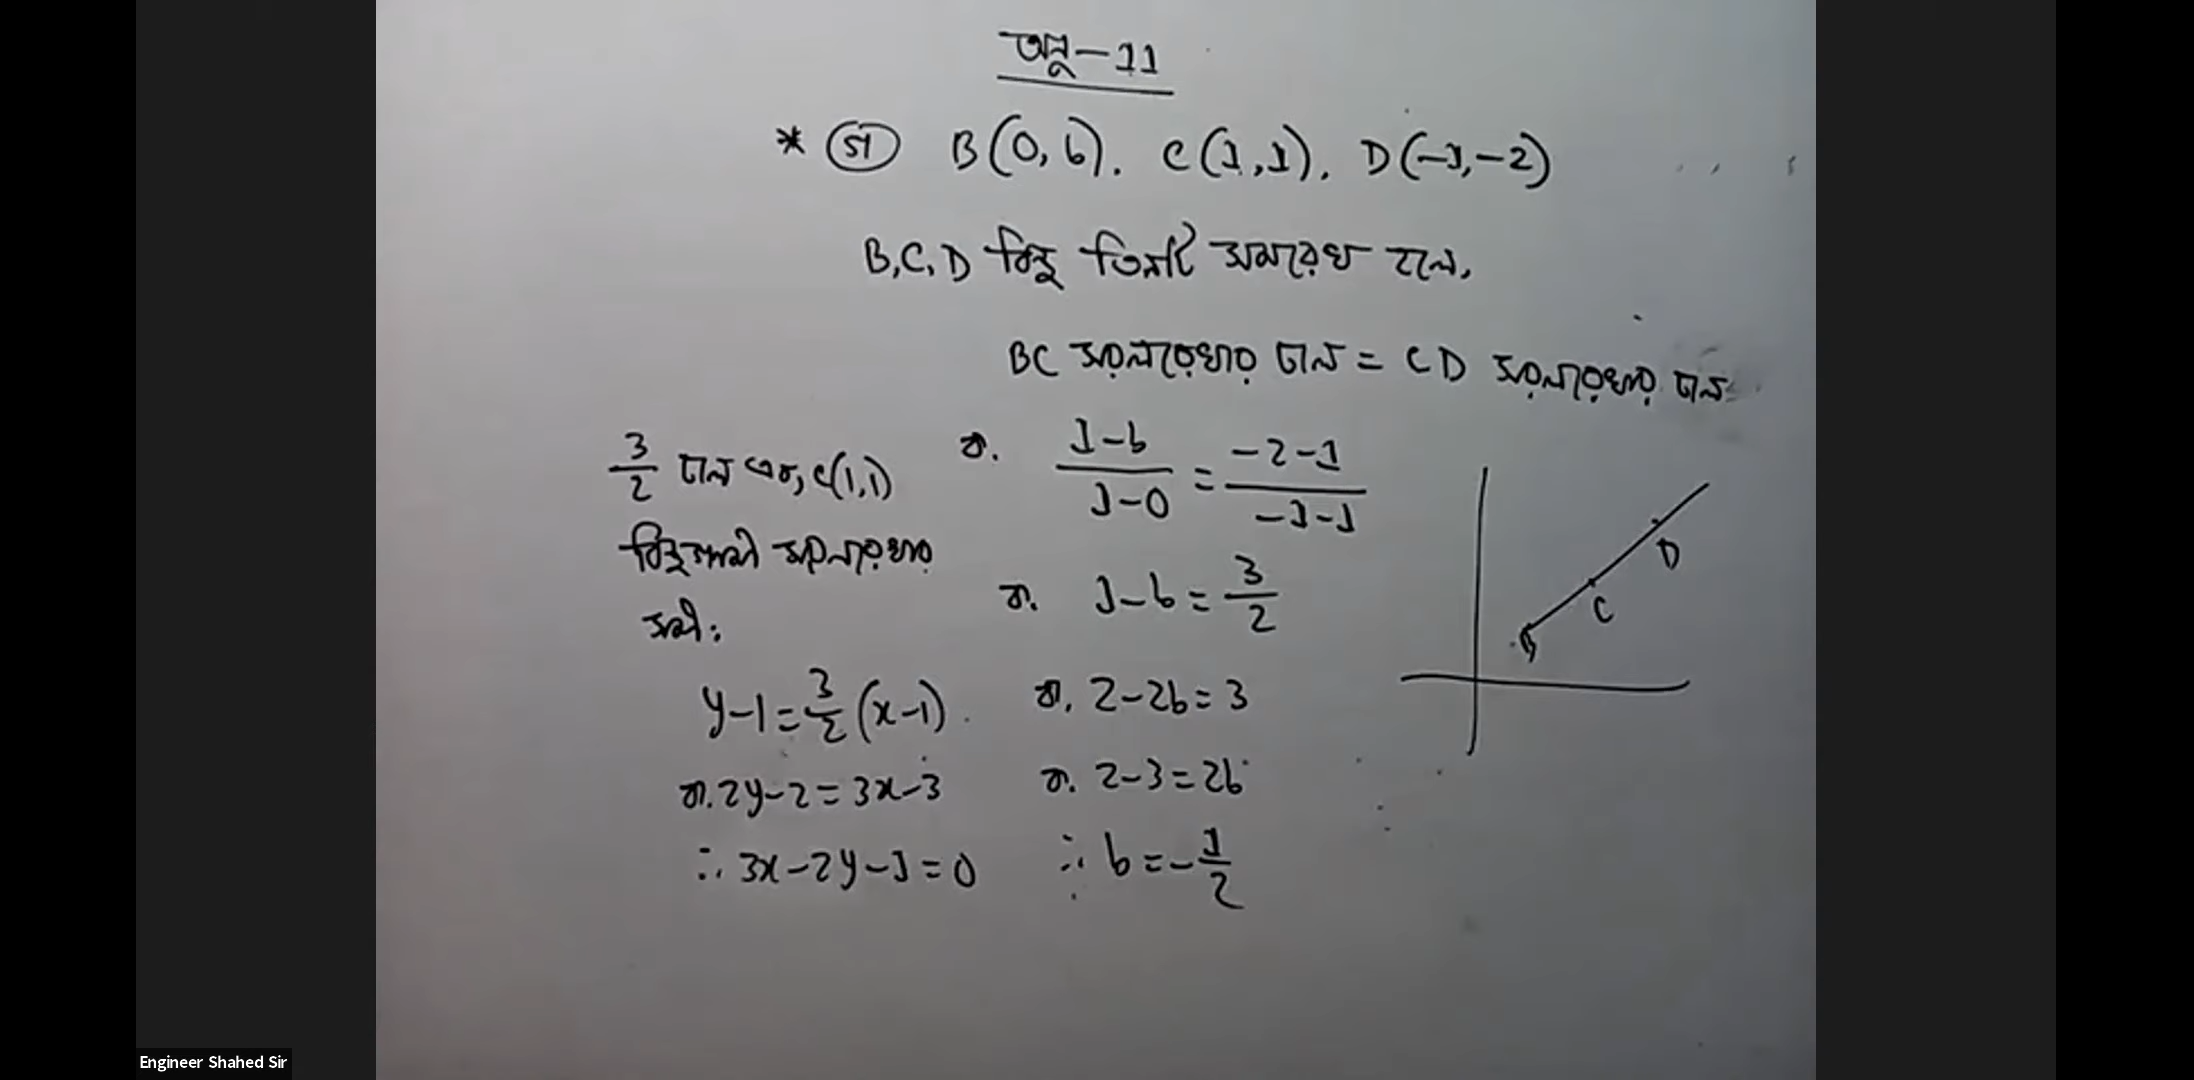 অনু-11
* গ B(0, b). C(1,1), D(-1,-2)
B,C,D বিন্দু তিনটি সমরেখ হলে,
BC সরলরেখার ঢাল = CD সরলরেখার ঢাল
বা. (1-b)/(1-0) = (-2-1)/(-1-1)
বা. 1-b = 3/2
বা. 2-2b = 3
বা. 2-3 = 2b
∴ b = -1/2
3/2 ঢাল এবং, C(1,1)
বিন্দুগামী সরলরেখার
সমী:
y-1 = 3/2 (x-1)
বা. 2y-2 = 3x-3
∴ 3x-2y-1 = 0
B
C
D
Engineer Shahed Sir